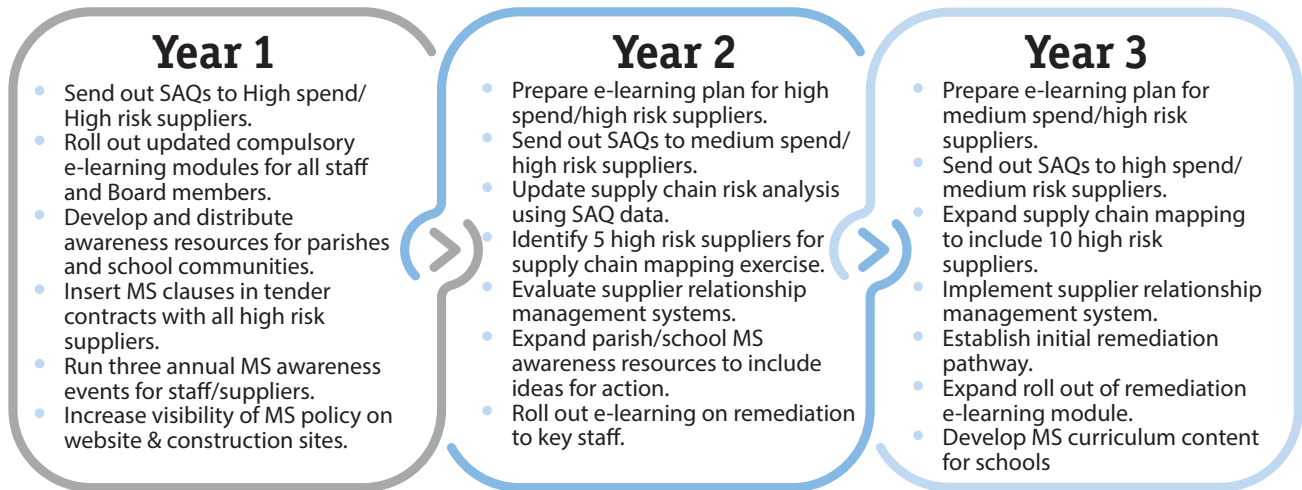 Year 1
• Send out SAQs to High spend/
High risk suppliers.
• Roll out updated compulsory
e-learning modules for all staff
and Board members.
• Develop and distribute
awareness resources for parishes
and school communities.
• Insert MS clauses in tender
contracts with all high risk
suppliers.
• Run three annual MS awareness
events for staff/suppliers.
• Increase visibility of MS policy on
website & construction sites.
Year 2
• Prepare e-learning plan for high
spend/high risk suppliers.
• Send out SAQs to medium spend/
high risk suppliers.
• Update supply chain risk analysis
using SAQ data.
• Identify 5 high risk suppliers for
supply chain mapping exercise.
• Evaluate supplier relationship
management systems.
• Expand parish/school MS
awareness resources to include
ideas for action.
• Roll out e-learning on remediation
to key staff.
Year 3
• Prepare e-learning plan for
medium spend/high risk
suppliers.
• Send out SAQs to high spend/
medium risk suppliers.
• Expand supply chain mapping
to include 10 high risk
suppliers.
• Implement supplier relationship
management system.
• Establish initial remediation
pathway.
• Expand roll out of remediation
e-learning module.
• Develop MS curriculum content
for schools